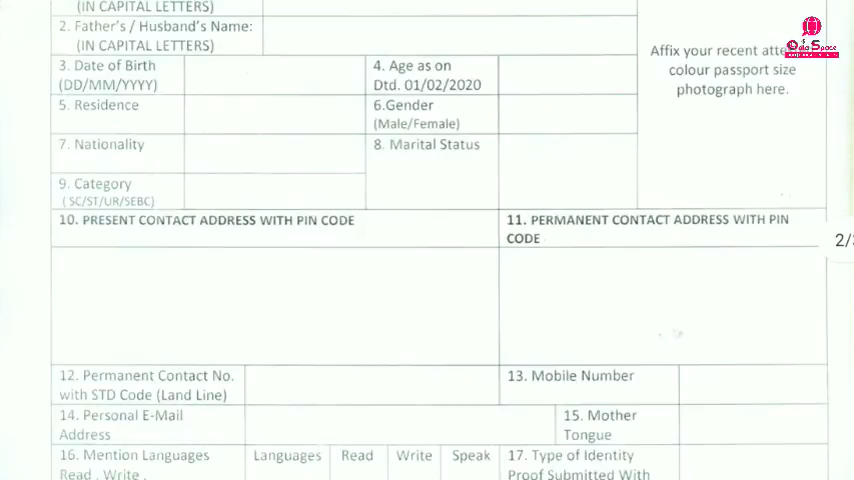 (IN CAPITAL LETTERS)
2. Father's / Husband's Name:
(IN CAPITAL LETTERS)
3. Date of Birth
(DD/MM/YYYY)
4. Age as on
Dtd. 01/02/2020
Affix your recent
colour passport size
photograph here.
5. Residence
6.Gender
(Male/Female)
7. Nationality
8. Marital Status
9. Category
( SC/ST/UR/SEBC)
10. PRESENT CONTACT ADDRESS WITH PIN CODE
11. PERMANENT CONTACT ADDRESS WITH PIN
CODE
2/
12. Permanent Contact No.
with STD Code (Land Line)
13. Mobile Number
14. Personal E-Mail
Address
15. Mother
Tongue
16. Mention Languages
Read , Write ,
Languages Read Write Speak
17. Type of Identity
Proof Submitted With